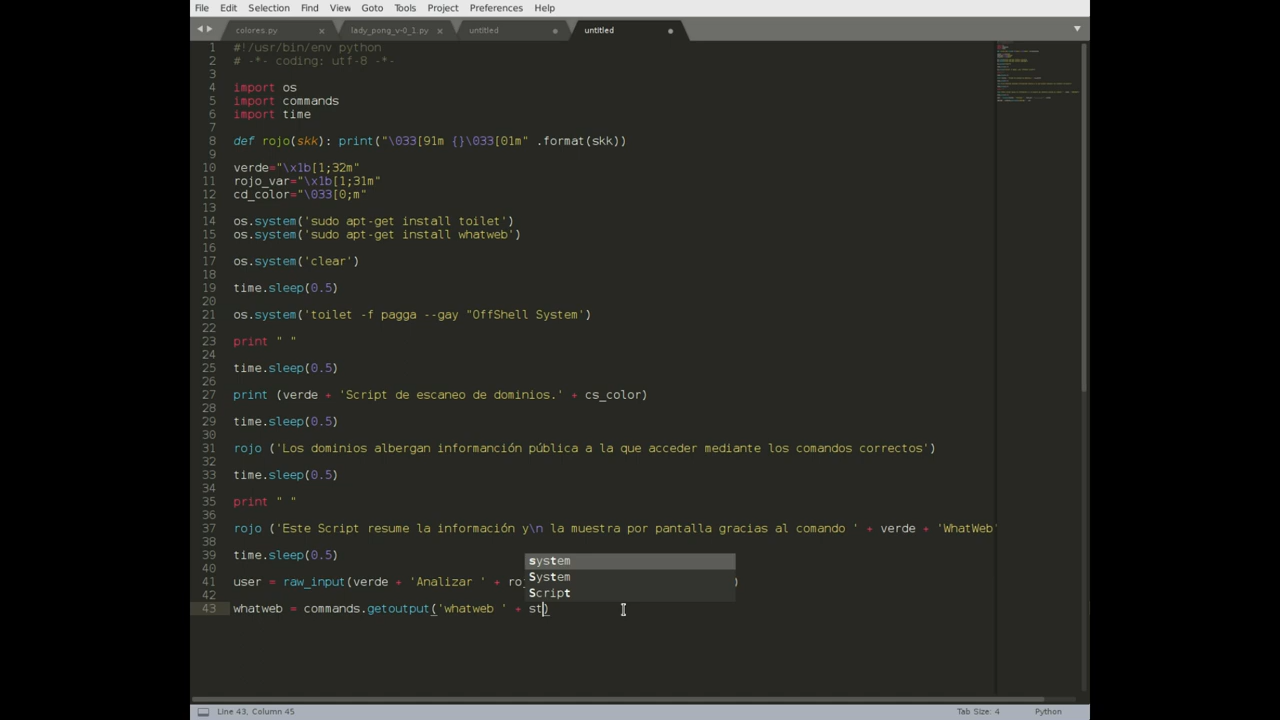 File Edit Selection Find View Goto Tools Project Preferences Help
colores.py × lady_pong_v-0_1.py × untitled untitled
1 #!/usr/bin/env python
2 # -*- coding: utf-8 -*-
3
4 import os
5 import commands
6 import time
7
8 def rojo(skk): print("\033[91m {}\033[01m" .format(skk))
9
10 verde="\x1b[1;32m"
11 rojo_var="\x1b[1;31m"
12 cd_color="\033[0;m"
13
14 os.system('sudo apt-get install toilet')
15 os.system('sudo apt-get install whatweb')
16
17 os.system('clear')
18
19 time.sleep(0.5)
20
21 os.system('toilet -f pagga --gay "OffShell System')
22
23 print " "
24
25 time.sleep(0.5)
26
27 print (verde + 'Script de escaneo de dominios.' + cs_color)
28
29 time.sleep(0.5)
30
31 rojo ('Los dominios albergan informanción pública a la que acceder mediante los comandos correctos')
32
33 time.sleep(0.5)
34
35 print " "
36
37 rojo ('Este Script resume la información y\n la muestra por pantalla gracias al comando ' + verde + 'WhatWeb'
38
39 time.sleep(0.5)
40
41 user = raw_input(verde + 'Analizar ' + ro )
42
43 whatweb = commands.getoutput('whatweb ' + st)
system
System
Script
Line 43, Column 45 Tab Size: 4 Python